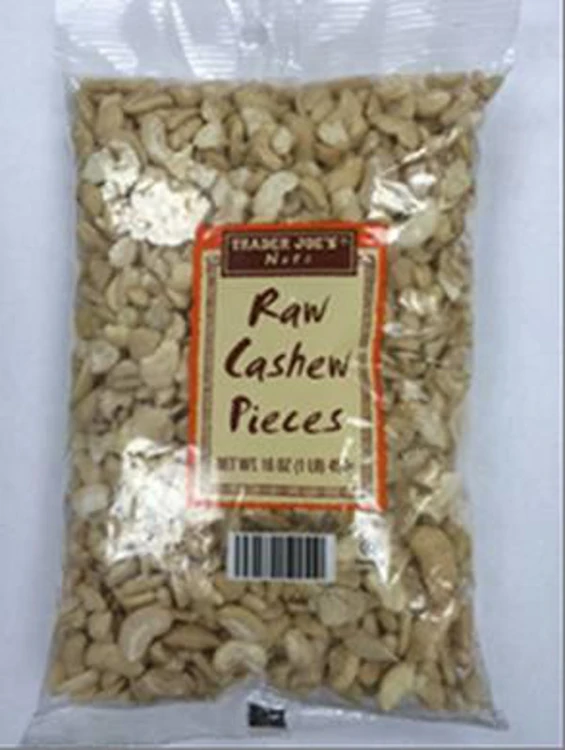 TRADER JOE'S
Nuts
Raw
Cashew
Pieces
NET WT. 16 OZ (1 LB)